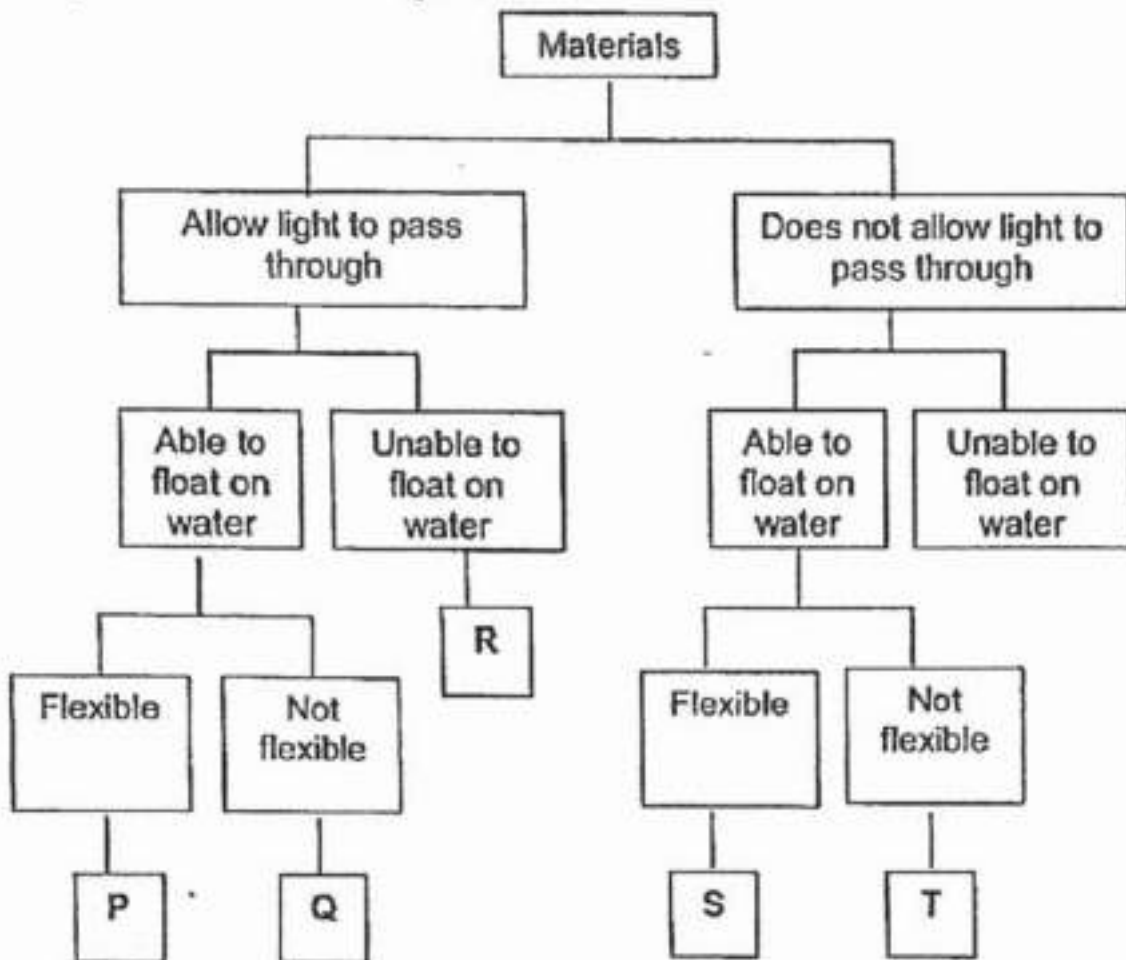 Materials
Allow light to pass
through
Does not allow light to
pass through
Able to
float on
water
Unable to
float on
water
Able to
float on
water
Unable to
float on
water
R
Flexible
Not
flexible
Flexible
Not
flexible
P
Q
S
T